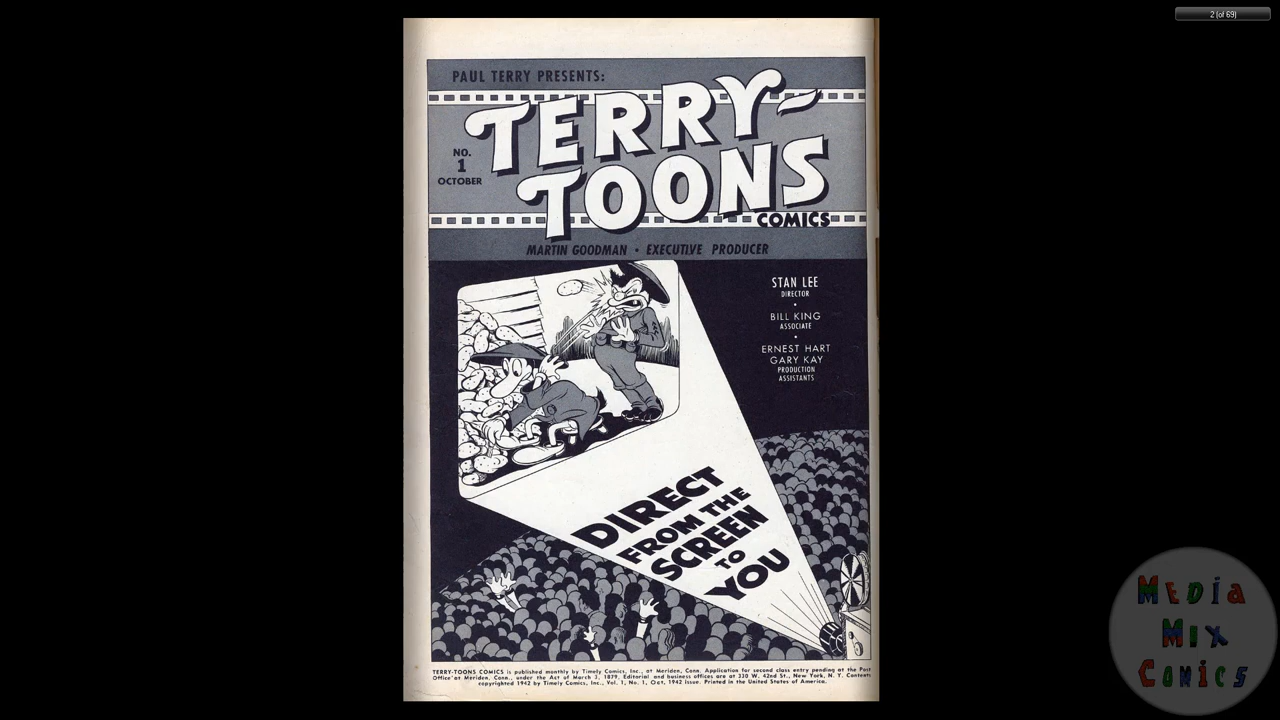 2 (of 69)
PAUL TERRY PRESENTS:
TERRY-
TOONS
COMICS
NO.
1
OCTOBER
MARTIN GOODMAN • EXECUTIVE PRODUCER
STAN LEE
DIRECTOR
•
BILL KING
ASSOCIATE
•
ERNEST HART
GARY KAY
PRODUCTION
ASSISTANTS
DIRECT
FROM THE
SCREEN
TO
YOU
TERRY-TOONS COMICS is published monthly by Timely Comics, Inc., at Meriden, Conn. Application for second class entry pending at the Post
Office at Meriden, Conn., under the Act of March 3, 1879, Editorial and business offices are at 330 W. 42nd St., New York, N. Y. Contents
copyrighted 1942 by Timely Comics, Inc., Vol. 1, No. 1, Oct, 1942 Issue. Printed in the United States of America.
MEDiA
Mix
COMiCS